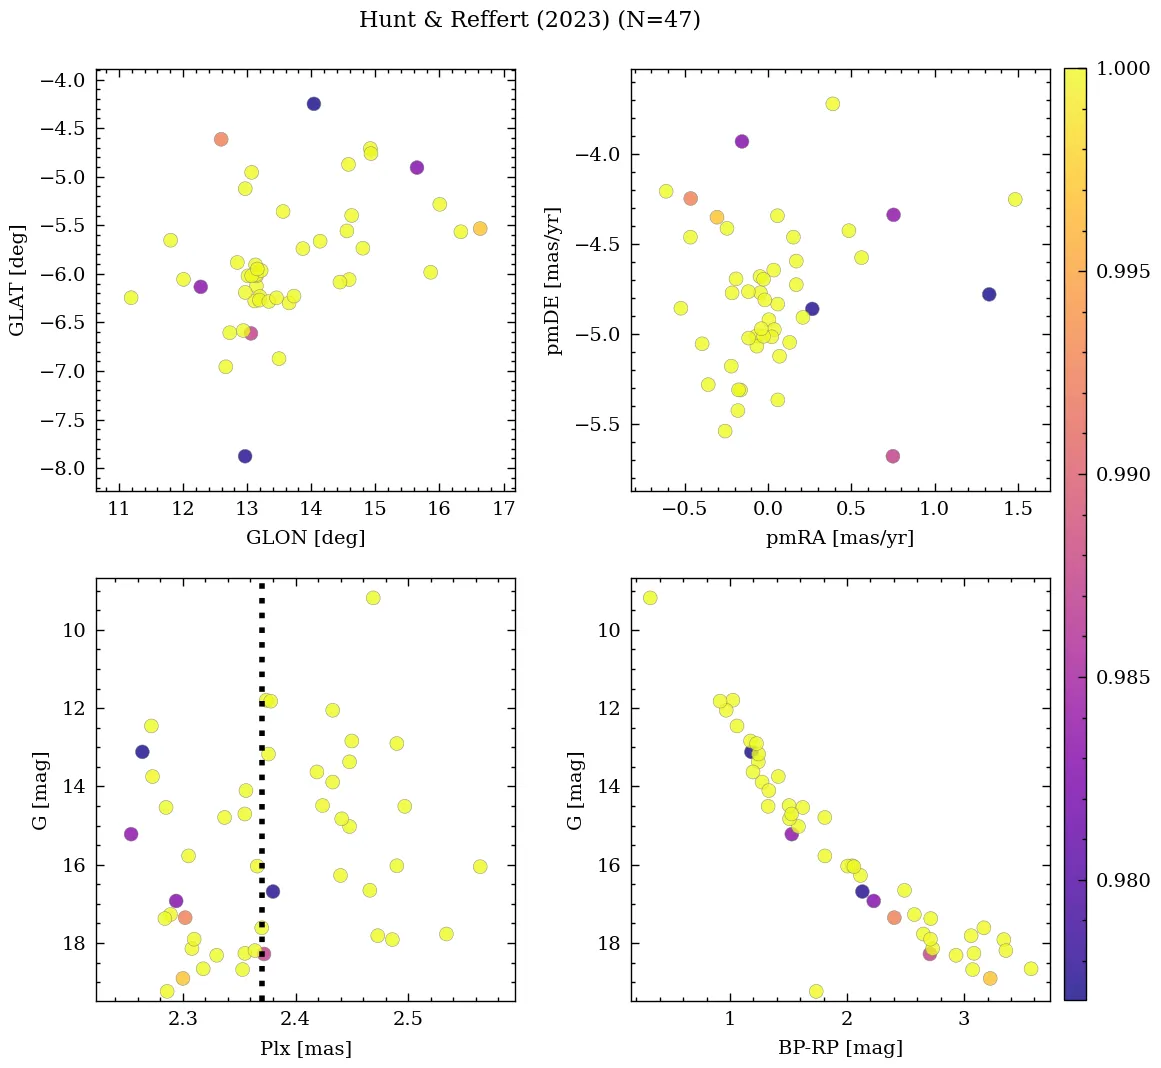 Hunt & Reffert (2023) (N=47)
−4.0
−4.5
−5.0
−5.5
−6.0
−6.5
−7.0
−7.5
−8.0
GLAT [deg]
11 12 13 14 15 16 17
GLON [deg]
−4.0
−4.5
−5.0
−5.5
pmDE [mas/yr]
−0.5 0.0 0.5 1.0 1.5
pmRA [mas/yr]
10
12
14
16
18
G [mag]
2.3 2.4 2.5
Plx [mas]
10
12
14
16
18
G [mag]
1 2 3
BP-RP [mag]
1.000
0.995
0.990
0.985
0.980